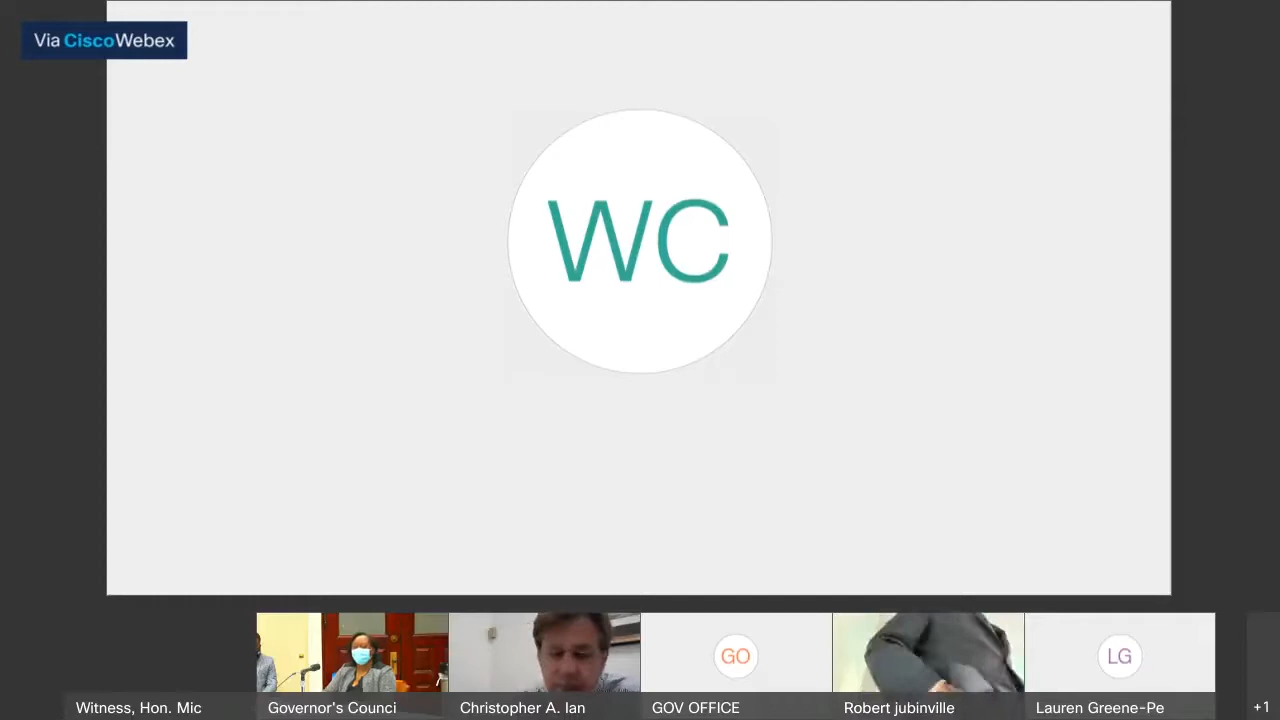 Via CiscoWebex
WC
GO
LG
Witness, Hon. Mic
Governor's Counci
Christopher A. Ian
GOV OFFICE
Robert jubinville
Lauren Greene-Pe
+1